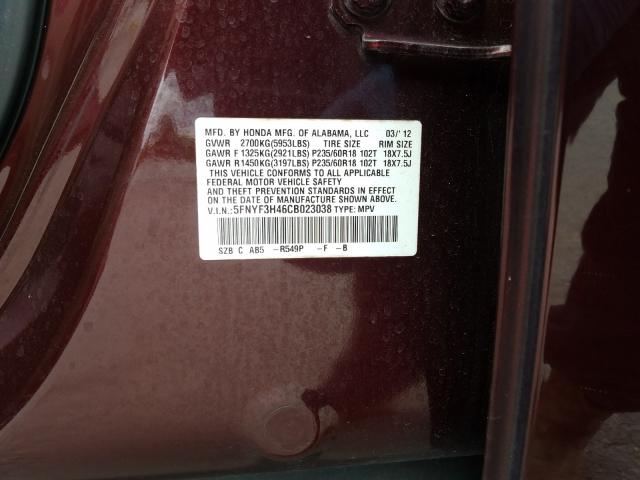 MFD. BY HONDA MFG. OF ALABAMA, LLC 03/'12
GVWR 2700KG(5953LBS) TIRE SIZE RIM SIZE
GAWR F 1325KG(2921LBS) P235/60R18 102T 18X7.5J
GAWR R 1450KG(3197LBS) P235/60R18 102T 18X7.5J
THIS VEHICLE CONFORMS TO ALL APPLICABLE
FEDERAL MOTOR VEHICLE SAFETY
AND THEFT PREVENTION STANDARDS IN EFFECT
ON THE DATE OF MANUFACTURE SHOWN ABOVE.
V.I.N.: 5FNYF3H46CB023038 TYPE: MPV
SZB C AB5 -R549P -F -B